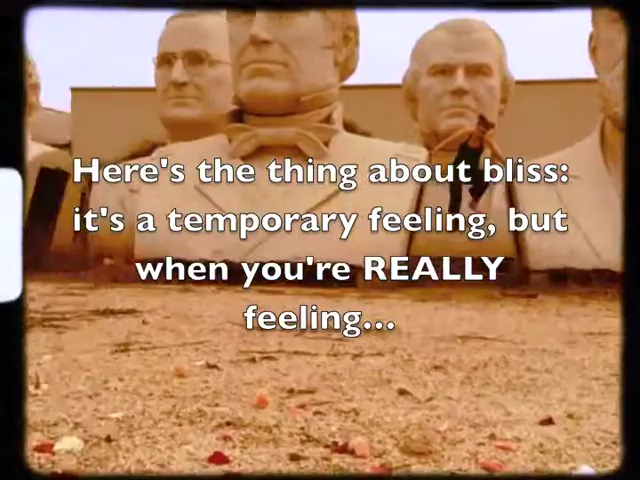 Here's the thing about bliss:
it's a temporary feeling, but
when you're REALLY
feeling...